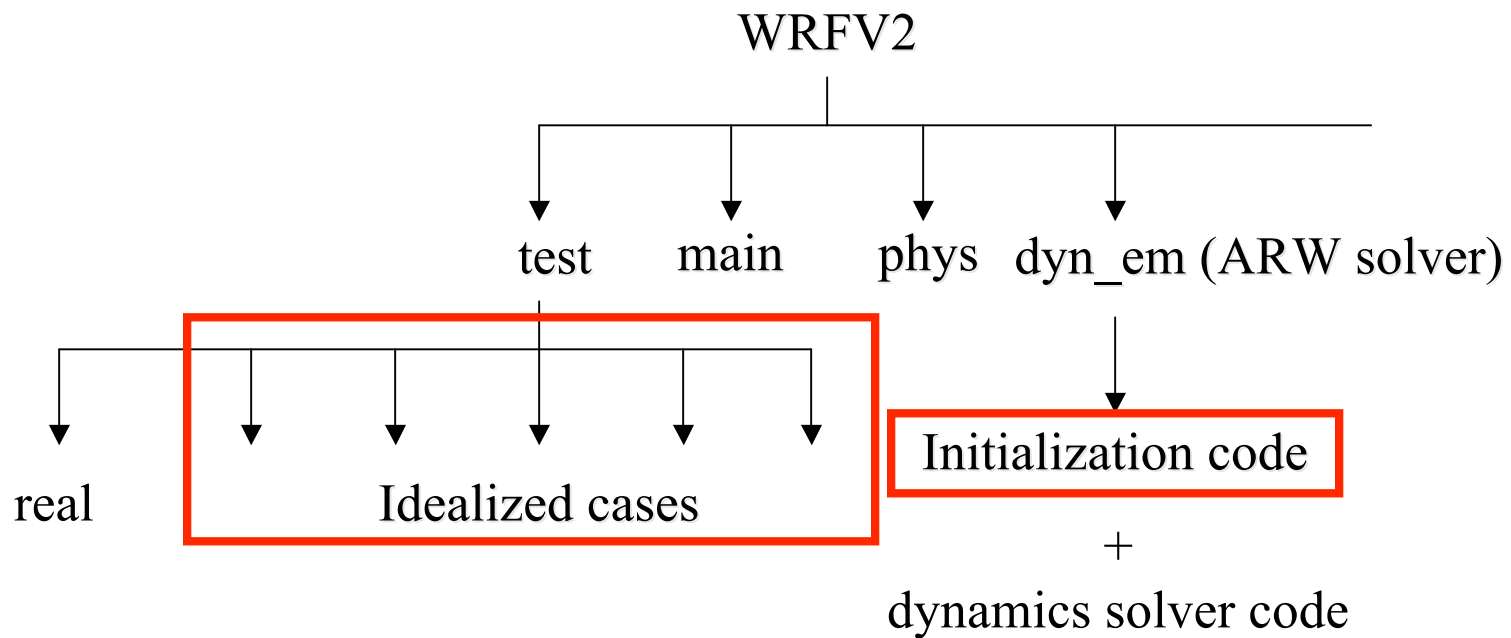 WRFV2
test main phys dyn_em (ARW solver)
Initialization code
real Idealized cases
+
dynamics solver code